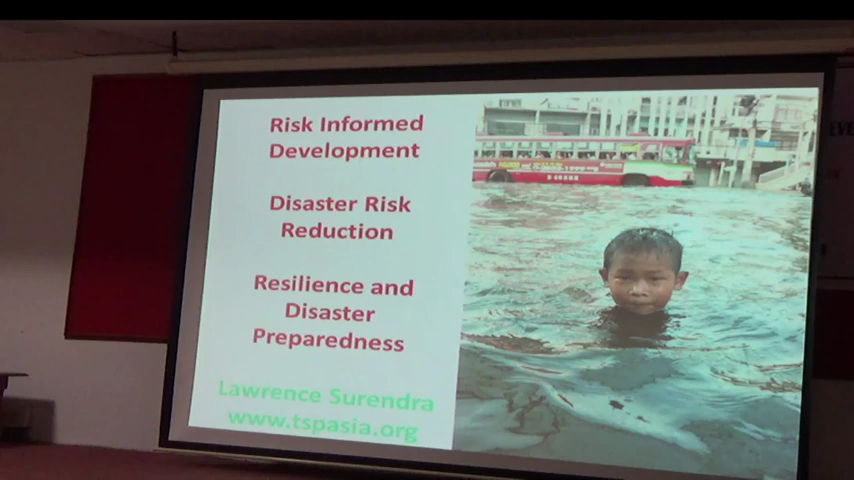 Risk Informed
Development
Disaster Risk
Reduction
Resilience and
Disaster
Preparedness
Lawrence Surendra
www.tspasia.org